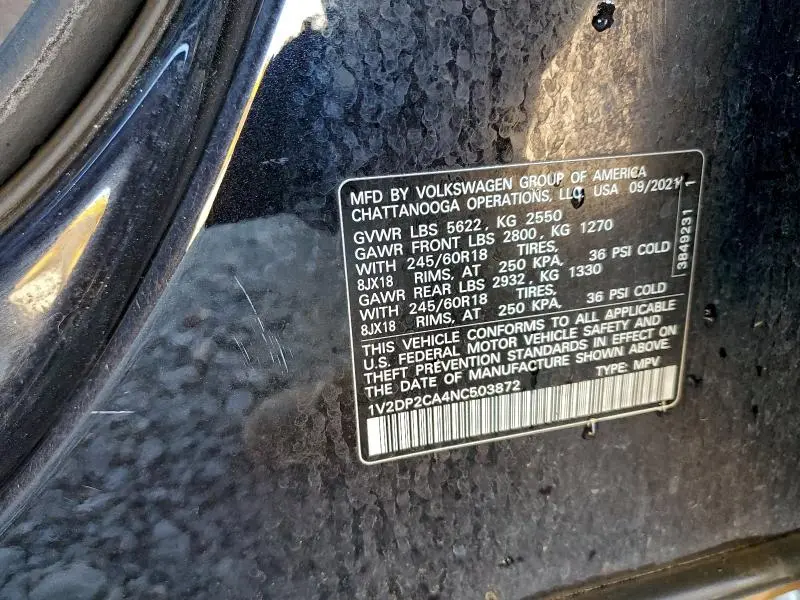 MFD BY VOLKSWAGEN GROUP OF AMERICA
CHATTANOOGA OPERATIONS, LLC, USA 09/2021
GVWR LBS 5622, KG 2550
GAWR FRONT LBS 2800, KG 1270
WITH 245/60R18 TIRES,
8JX18 RIMS, AT 250 KPA, 36 PSI COLD
GAWR REAR LBS 2932, KG 1330
WITH 245/60R18 TIRES,
8JX18 RIMS, AT 250 KPA, 36 PSI COLD
THIS VEHICLE CONFORMS TO ALL APPLICABLE
U.S. FEDERAL MOTOR VEHICLE SAFETY AND
THEFT PREVENTION STANDARDS IN EFFECT ON
THE DATE OF MANUFACTURE SHOWN ABOVE.
1V2DP2CA4NC503872 TYPE: MPV
3849231 1